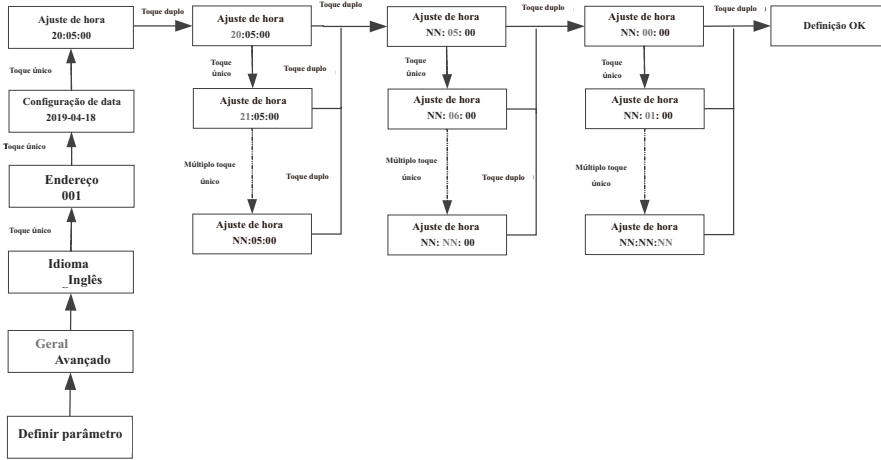 Ajuste de hora
20:05:00
Toque duplo
Ajuste de hora
20:05:00
Toque duplo
Ajuste de hora
NN: 05: 00
Toque duplo
Ajuste de hora
NN: 00: 00
Toque duplo
Definição OK
Toque único
Toque
único
Toque duplo
Toque
único
Toque duplo
Toque
único
Configuração de data
2019-04-18
Ajuste de hora
21:05:00
Ajuste de hora
NN: 06: 00
Ajuste de hora
NN: 01: 00
Toque único
Múltiplo toque
único
Toque duplo
Múltiplo toque
único
Toque duplo
Múltiplo toque
único
Endereço
001
Toque único
Ajuste de hora
NN:05:00
Ajuste de hora
NN: NN: 00
Ajuste de hora
NN:NN:NN
Idioma
_Inglês
Geral
Avançado
Definir parâmetro